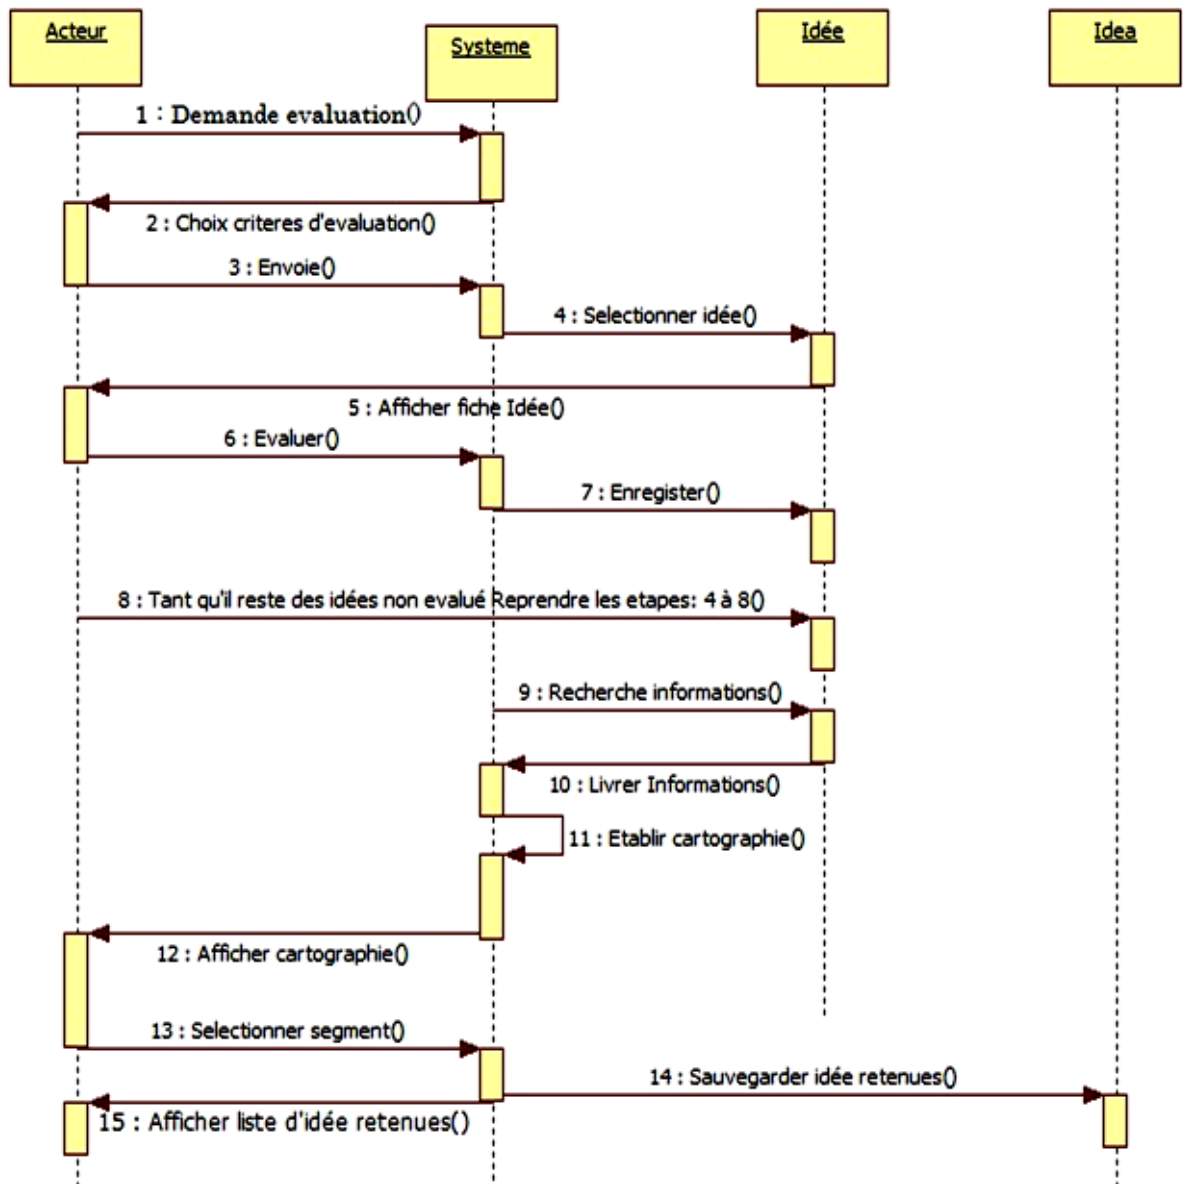 Acteur
Systeme
Idée
Idea
1 : Demande evaluation()
2 : Choix criteres d'evaluation()
3 : Envoie()
4 : Selectionner idée()
5 : Afficher fiche Idée()
6 : Evaluer()
7 : Enregister()
8 : Tant qu'il reste des idées non evalué Reprendre les etapes: 4 à 8()
9 : Recherche informations()
10 : Livrer Informations()
11 : Etablir cartographie()
12 : Afficher cartographie()
13 : Selectionner segment()
14 : Sauvegarder idée retenues()
15 : Afficher liste d'idée retenues()